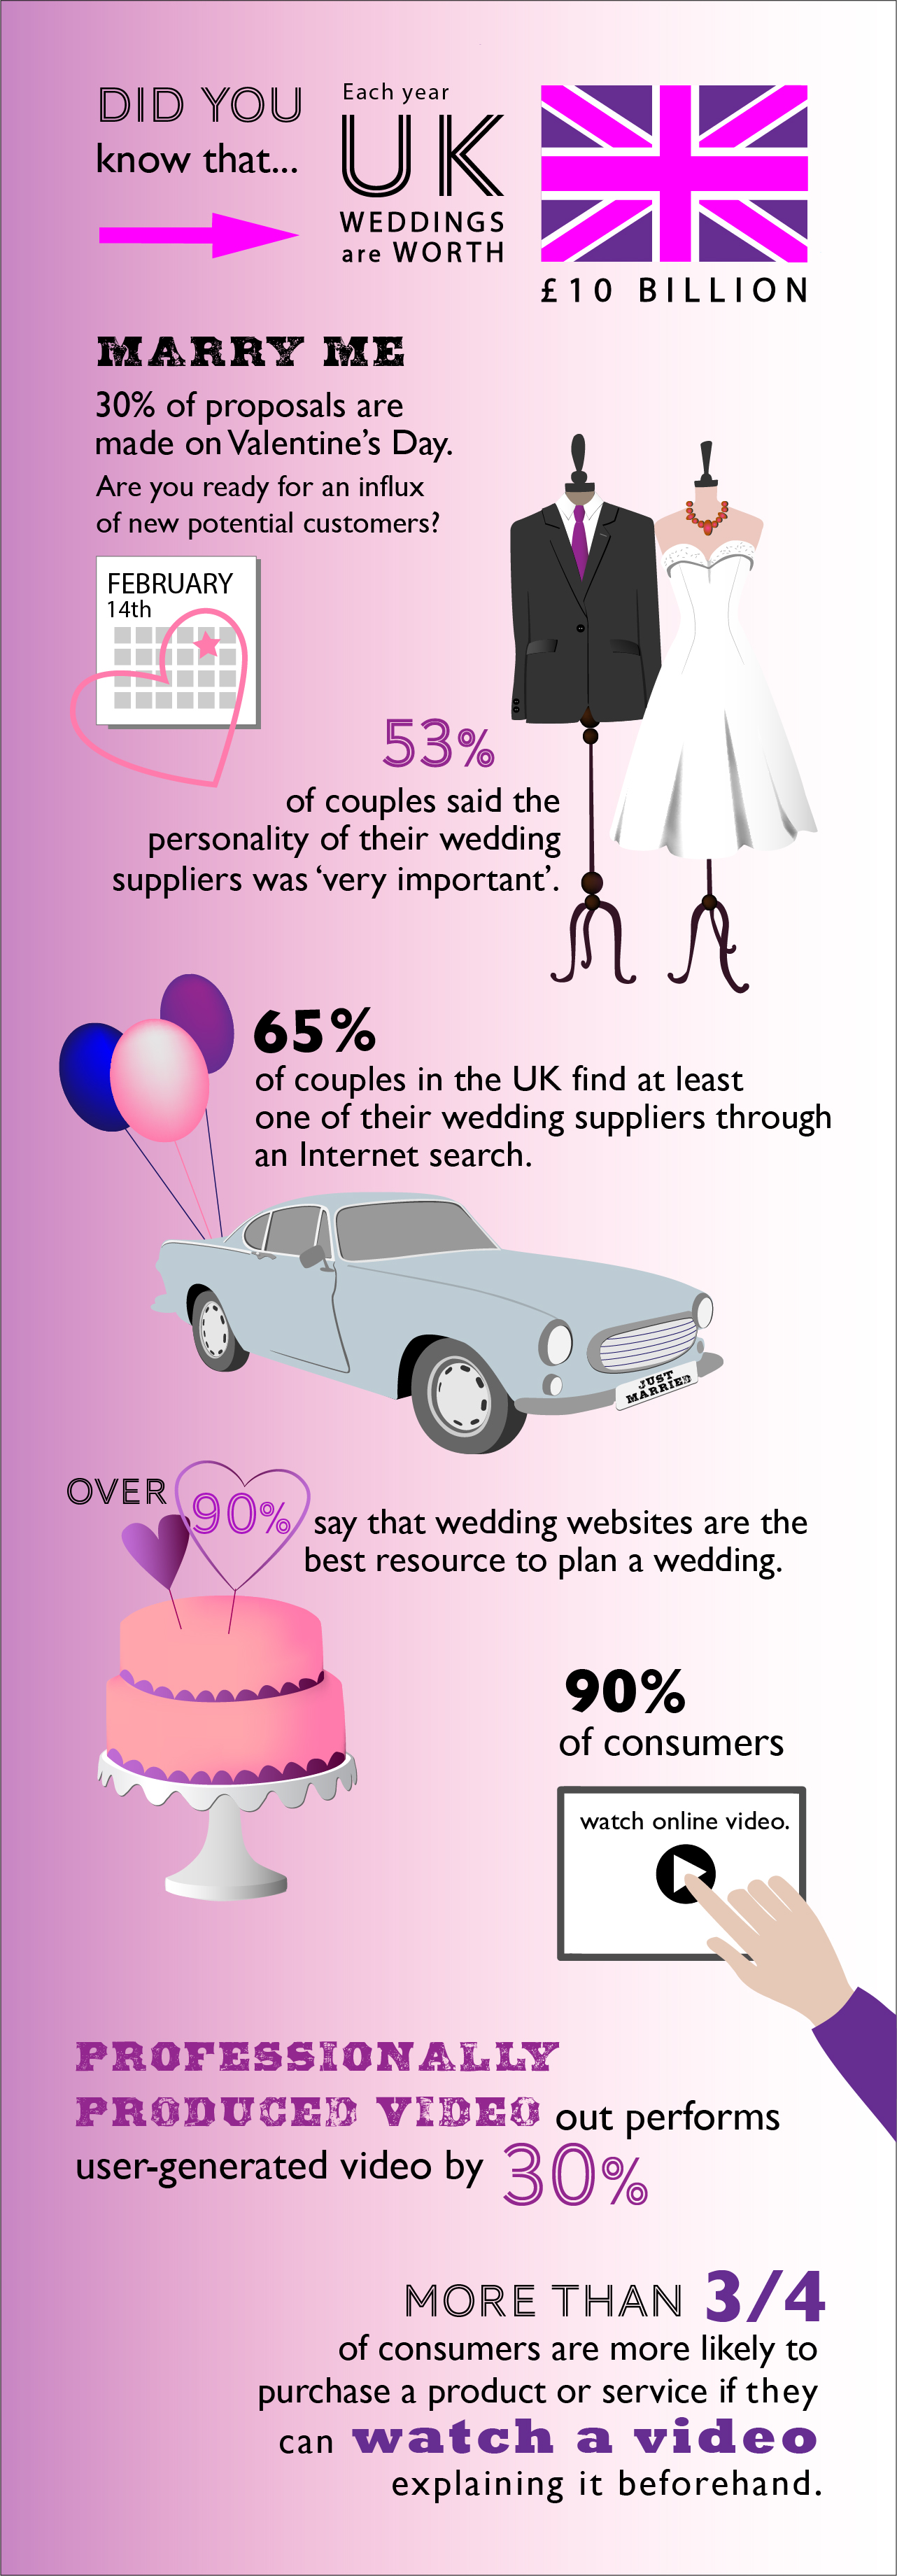 DID YOU
know that...
Each year
UK
WEDDINGS
are WORTH
£10 BILLION
MARRY ME
30% of proposals are
made on Valentine's Day.
Are you ready for an influx
of new potential customers?
FEBRUARY
14th
53%
of couples said the
personality of their wedding
suppliers was ‘very important’.
65%
of couples in the UK find at least
one of their wedding suppliers through
an Internet search.
JUST
MARRIED
OVER 90% say that wedding websites are the
best resource to plan a wedding.
90%
of consumers
watch online video.
PROFESSIONALLY
PRODUCED VIDEO out performs
user-generated video by 30%
MORE THAN 3/4
of consumers are more likely to
purchase a product or service if they
can watch a video
explaining it beforehand.